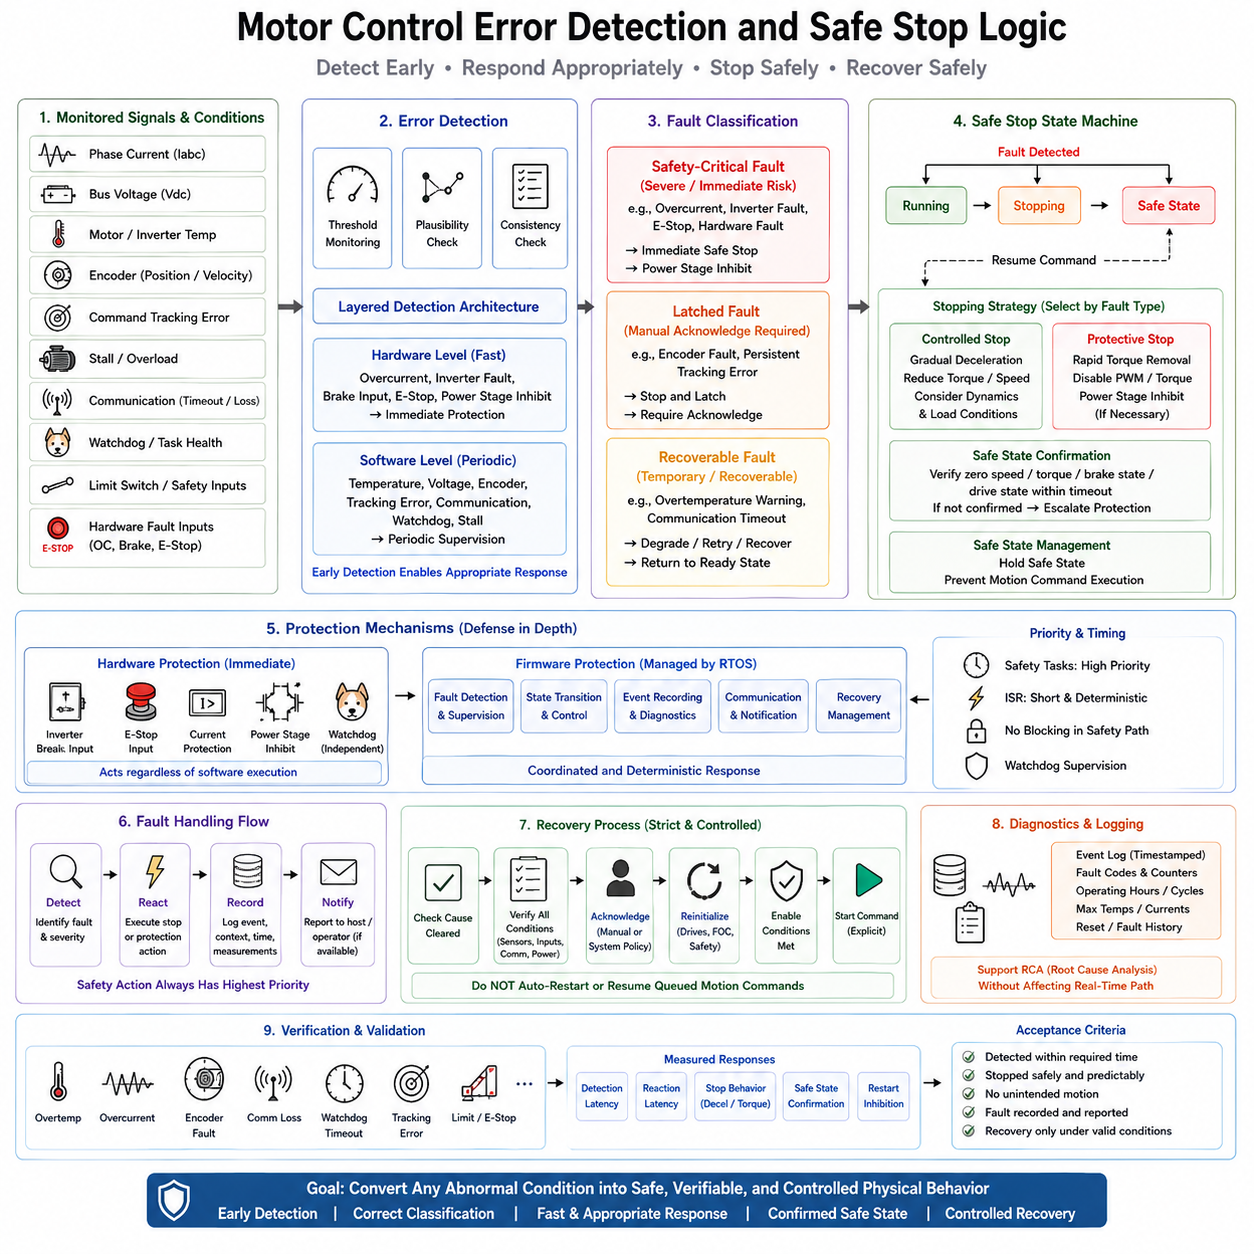 Motor Control Error Detection and Safe Stop Logic
Detect Early • Respond Appropriately • Stop Safely • Recover Safely
1. Monitored Signals & Conditions
Phase Current (Iabc)
Bus Voltage (Vdc)
Motor / Inverter Temp
Encoder (Position / Velocity)
Command Tracking Error
Stall / Overload
Communication (Timeout / Loss)
Watchdog / Task Health
Limit Switch / Safety Inputs
E-STOP
Hardware Fault Inputs
(OC, Brake, E-Stop)
2. Error Detection
Threshold
Monitoring
Plausibility
Check
Consistency
Check
Layered Detection Architecture
Hardware Level (Fast)
Overcurrent, Inverter Fault,
Brake Input, E-Stop, Power Stage Inhibit
→ Immediate Protection
Software Level (Periodic)
Temperature, Voltage, Encoder,
Tracking Error, Communication,
Watchdog, Stall
→ Periodic Supervision
Early Detection Enables Appropriate Response
3. Fault Classification
Safety-Critical Fault
(Severe / Immediate Risk)
e.g., Overcurrent, Inverter Fault,
E-Stop, Hardware Fault
→ Immediate Safe Stop
→ Power Stage Inhibit
Latched Fault
(Manual Acknowledge Required)
e.g., Encoder Fault, Persistent
Tracking Error
→ Stop and Latch
→ Require Acknowledge
Recoverable Fault
(Temporary / Recoverable)
e.g., Overtemperature Warning,
Communication Timeout
→ Degrade / Retry / Recover
→ Return to Ready State
4. Safe Stop State Machine
Fault Detected
Running
Stopping
Safe State
Resume Command
Stopping Strategy (Select by Fault Type)
Controlled Stop
Gradual Deceleration
Reduce Torque / Speed
Consider Dynamics
& Load Conditions
Protective Stop
Rapid Torque Removal
Disable PWM / Torque
Power Stage Inhibit
(If Necessary)
Safe State Confirmation
Verify zero speed / torque / brake state /
drive state within timeout
If not confirmed → Escalate Protection
Safe State Management
Hold Safe State
Prevent Motion Command Execution
5. Protection Mechanisms (Defense in Depth)
Hardware Protection (Immediate)
Inverter
Break Input
E-Stop
Input
Current
Protection
Power Stage
Inhibit
Watchdog
(Independent)
Acts regardless of software execution
Firmware Protection (Managed by RTOS)
Fault Detection
& Supervision
State Transition
& Control
Event Recording
& Diagnostics
Communication
& Notification
Recovery
Management
Coordinated and Deterministic Response
Priority & Timing
Safety Tasks: High Priority
ISR: Short & Deterministic
No Blocking in Safety Path
Watchdog Supervision
6. Fault Handling Flow
Detect
Identify fault
& severity
React
Execute stop
or protection
action
Record
Log event,
context, time,
measurements
Notify
Report to host /
operator (if
available)
Safety Action Always Has Highest Priority
7. Recovery Process (Strict & Controlled)
Check Cause
Cleared
Verify All
Conditions
(Sensors, Inputs,
Comm, Power)
Acknowledge
(Manual or
System Policy)
Reinitialize
(Drives, FOC,
Safety)
Enable
Conditions
Met
Start Command
(Explicit)
Do NOT Auto-Restart or Resume Queued Motion Commands
8. Diagnostics & Logging
Event Log (Timestamped)
Fault Codes & Counters
Operating Hours / Cycles
Max Temps / Currents
Reset / Fault History
Support RCA (Root Cause Analysis)
Without Affecting Real-Time Path
9. Verification & Validation
Overtemp
Overcurrent
Encoder
Fault
Comm Loss
Watchdog
Timeout
Tracking
Error
Limit / E-Stop
...
Measured Responses
Detection
Latency
Reaction
Latency
Stop Behavior
(Decel / Torque)
Safe State
Confirmation
Restart
Inhibition
Acceptance Criteria
Detected within required time
Stopped safely and predictably
No unintended motion
Fault recorded and reported
Recovery only under valid conditions
Goal: Convert Any Abnormal Condition into Safe, Verifiable, and Controlled Physical Behavior
Early Detection | Correct Classification | Fast & Appropriate Response | Confirmed Safe State | Controlled Recovery